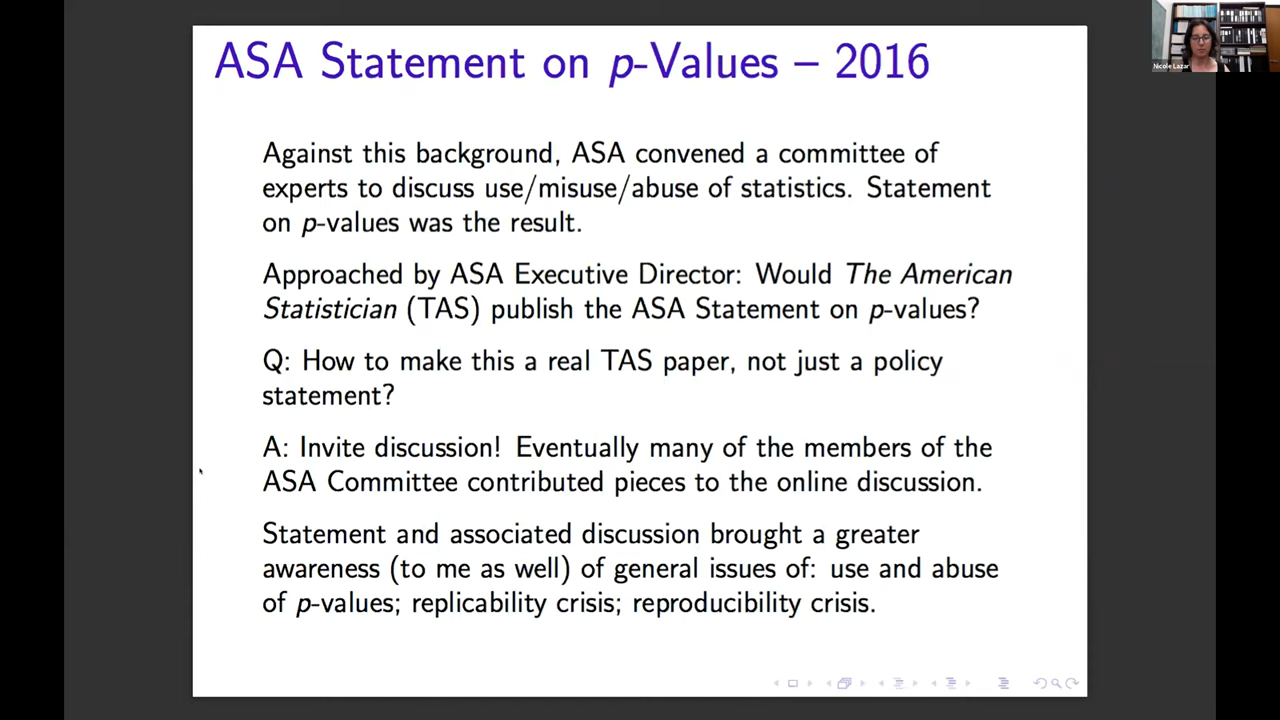 ASA Statement on p-Values – 2016
Nicole Lazar
Against this background, ASA convened a committee of
experts to discuss use/misuse/abuse of statistics. Statement
on p-values was the result.
Approached by ASA Executive Director: Would The American
Statistician (TAS) publish the ASA Statement on p-values?
Q: How to make this a real TAS paper, not just a policy
statement?
A: Invite discussion! Eventually many of the members of the
ASA Committee contributed pieces to the online discussion.
Statement and associated discussion brought a greater
awareness (to me as well) of general issues of: use and abuse
of p-values; replicability crisis; reproducibility crisis.